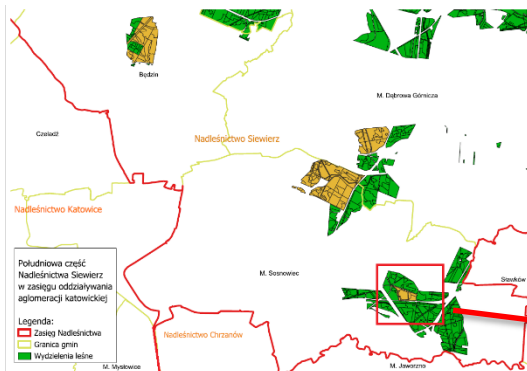 Będzin
M. Dąbrowa Górnicza
Czeladź
Nadleśnictwo Siewierz
Nadleśnictwo Katowice
Południowa część
Nadleśnictwa Siewierz
w zasięgu oddziaływania
aglomeracji katowickiej
Legenda:
Zasięg Nadleśnictwa
Granica gmin
Wydzielenia leśne
M. Sosnowiec
Sławków
Nadleśnictwo Chrzanów
M. Mysłowice
M. Jaworzno